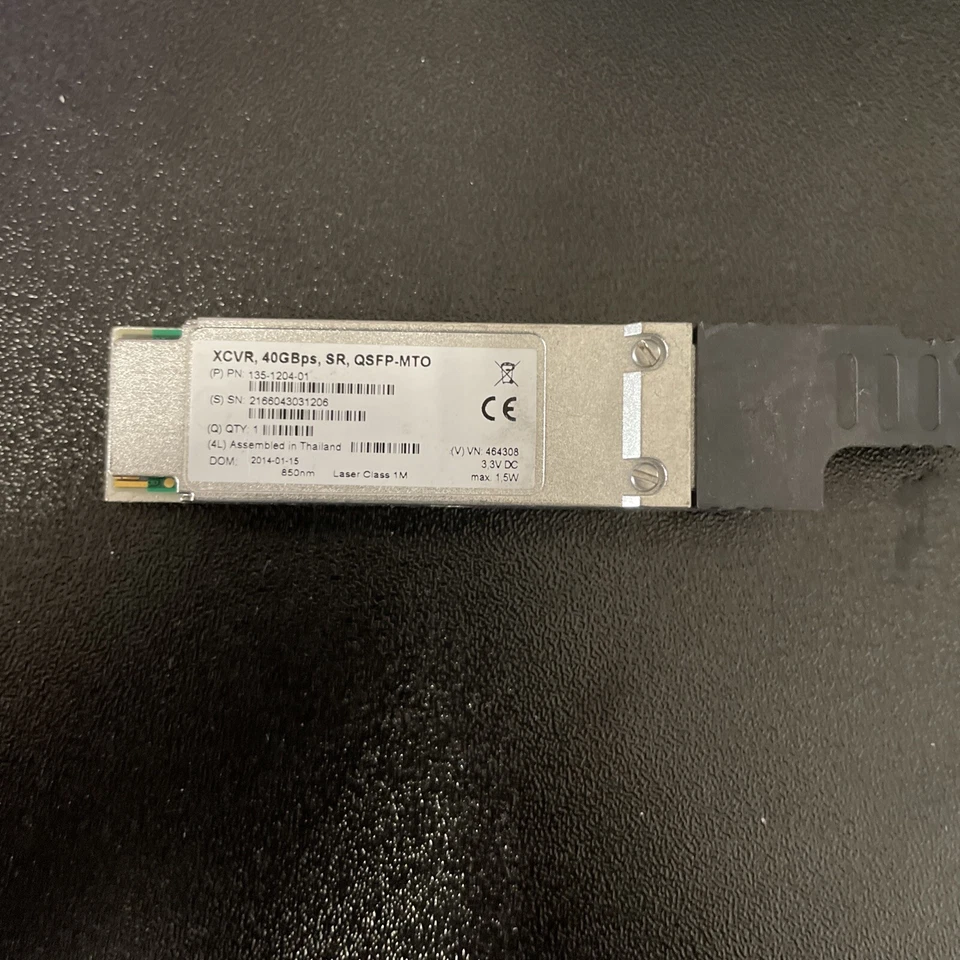 XCVR, 40GBps, SR, QSFP-MTO
(P) PN: 135-1204-01
(S) SN: 2166043031206
(Q) QTY: 1
(4L) Assembled in Thailand
DOM: 2014-01-15
850nm Laser Class 1M
CE
(V) VN: 464308
3,3V DC
max. 1,5W